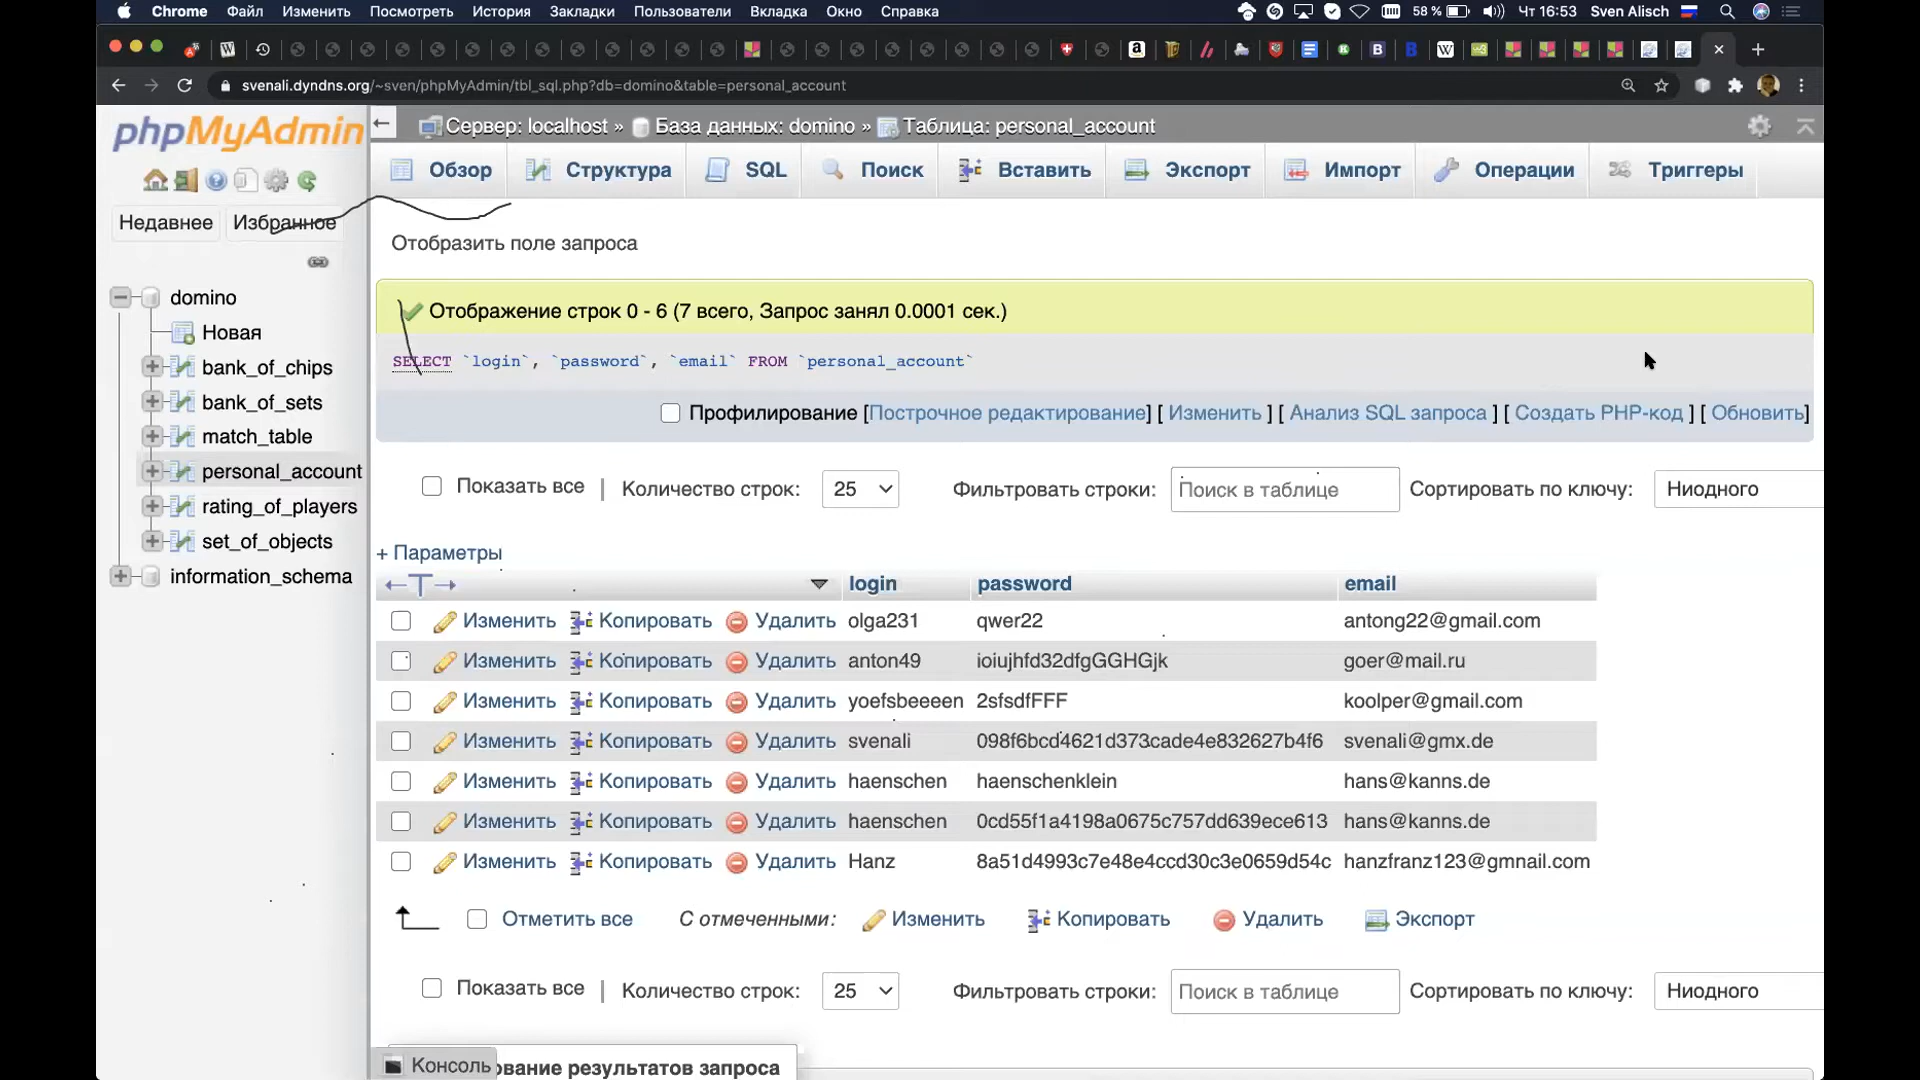 Chrome Файл Изменить Посмотреть История Закладки Пользователи Вкладка Окно Справка 58 % Чт 16:53 Sven Alisch
svenali.dyndns.org/~sven/phpMyAdmin/tbl_sql.php?db=domino&table=personal_account
phpMyAdmin
Недавнее Избранное
domino
Новая
bank_of_chips
bank_of_sets
match_table
personal_account
rating_of_players
set_of_objects
information_schema
Сервер: localhost » База данных: domino » Таблица: personal_account
Обзор Структура SQL Поиск Вставить Экспорт Импорт Операции Триггеры
Отобразить поле запроса
Отображение строк 0 - 6 (7 всего, Запрос занял 0.0001 сек.)
SELECT `login`, `password`, `email` FROM `personal_account`
Профилирование [Построчное редактирование] [ Изменить ] [ Анализ SQL запроса ] [ Создать PHP-код ] [ Обновить]
Показать все | Количество строк: 25 Фильтровать строки: Поиск в таблице Сортировать по ключу: Ниодного
+ Параметры
←T→ login password email
Изменить Копировать Удалить olga231 qwer22 antong22@gmail.com
Изменить Копировать Удалить anton49 ioiujhfd32dfgGGHGjk goer@mail.ru
Изменить Копировать Удалить yoefsbeeeen 2sfsdfFFF koolper@gmail.com
Изменить Копировать Удалить svenali 098f6bcd4621d373cade4e832627b4f6 svenali@gmx.de
Изменить Копировать Удалить haenschen haenschenklein hans@kanns.de
Изменить Копировать Удалить haenschen 0cd55f1a4198a0675c757dd639ece613 hans@kanns.de
Изменить Копировать Удалить Hanz 8a51d4993c7e48e4ccd30c3e0659d54c hanzfranz123@gmnail.com
Отметить все С отмеченными: Изменить Копировать Удалить Экспорт
Показать все | Количество строк: 25 Фильтровать строки: Поиск в таблице Сортировать по ключу: Ниодного
Консоль ование результатов запроса